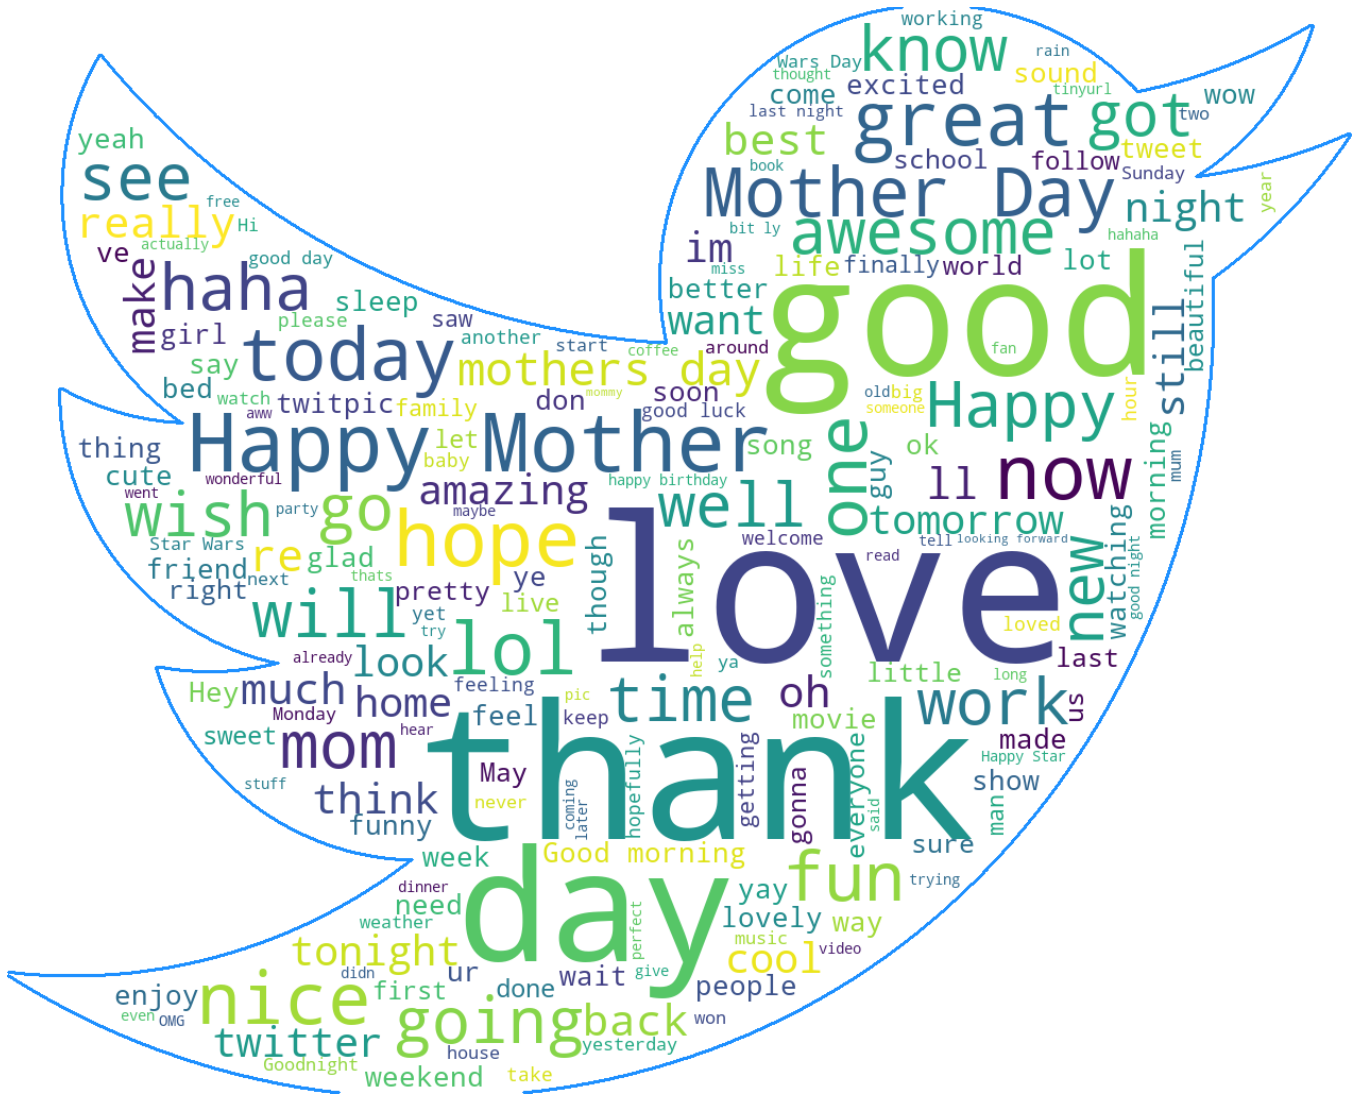 working
know
rain
Wars Day
thought
sound
excited
tinyurl
come
wow
last night
great
got
two
best
tweet
school
follow
book
Sunday
Mother Day
year
night
bit ly
awesome
hahaha
im
miss
life
finally
world
lot
beautiful
better
good
want
still
around
fan
old
big
someone
Happy
hour
yeah
see
free
really
Hi
actually
ve
good day
make
haha
sleep
please
girl
saw
another
today
say
start
coffee
mothers day
bed
watch
twitpic
family
don
mommy
soon
good luck
aww
Happy Mother
let
song
ok
one
guy
ll
now
morning
mum
thing
baby
cute
wonderful
happy birthday
went
amazing
wish
party
go
maybe
hope
well
tomorrow
welcome
tell
looking forward
Star Wars
re
glad
friend
next
thats
right
pretty
ye
though
always
love
read
something
new
watching
good night
live
yet
try
will
lol
loved
last
already
look
help
ya
little
long
Hey
much
home
feeling
pic
time
oh
work
us
Monday
hear
feel
keep
movie
made
sweet
mom
thank
Happy Star
May
hopefully
getting
everyone
stuff
never
coming
later
gonna
said
show
man
think
funny
sure
week
Good morning
fun
trying
dinner
need
day
yay
weather
perfect
lovely
way
tonight
music
video
cool
didn
ur
wait
give
people
enjoy
nice
first
done
even
OMG
going
back
won
twitter
house
yesterday
Goodnight
weekend
take